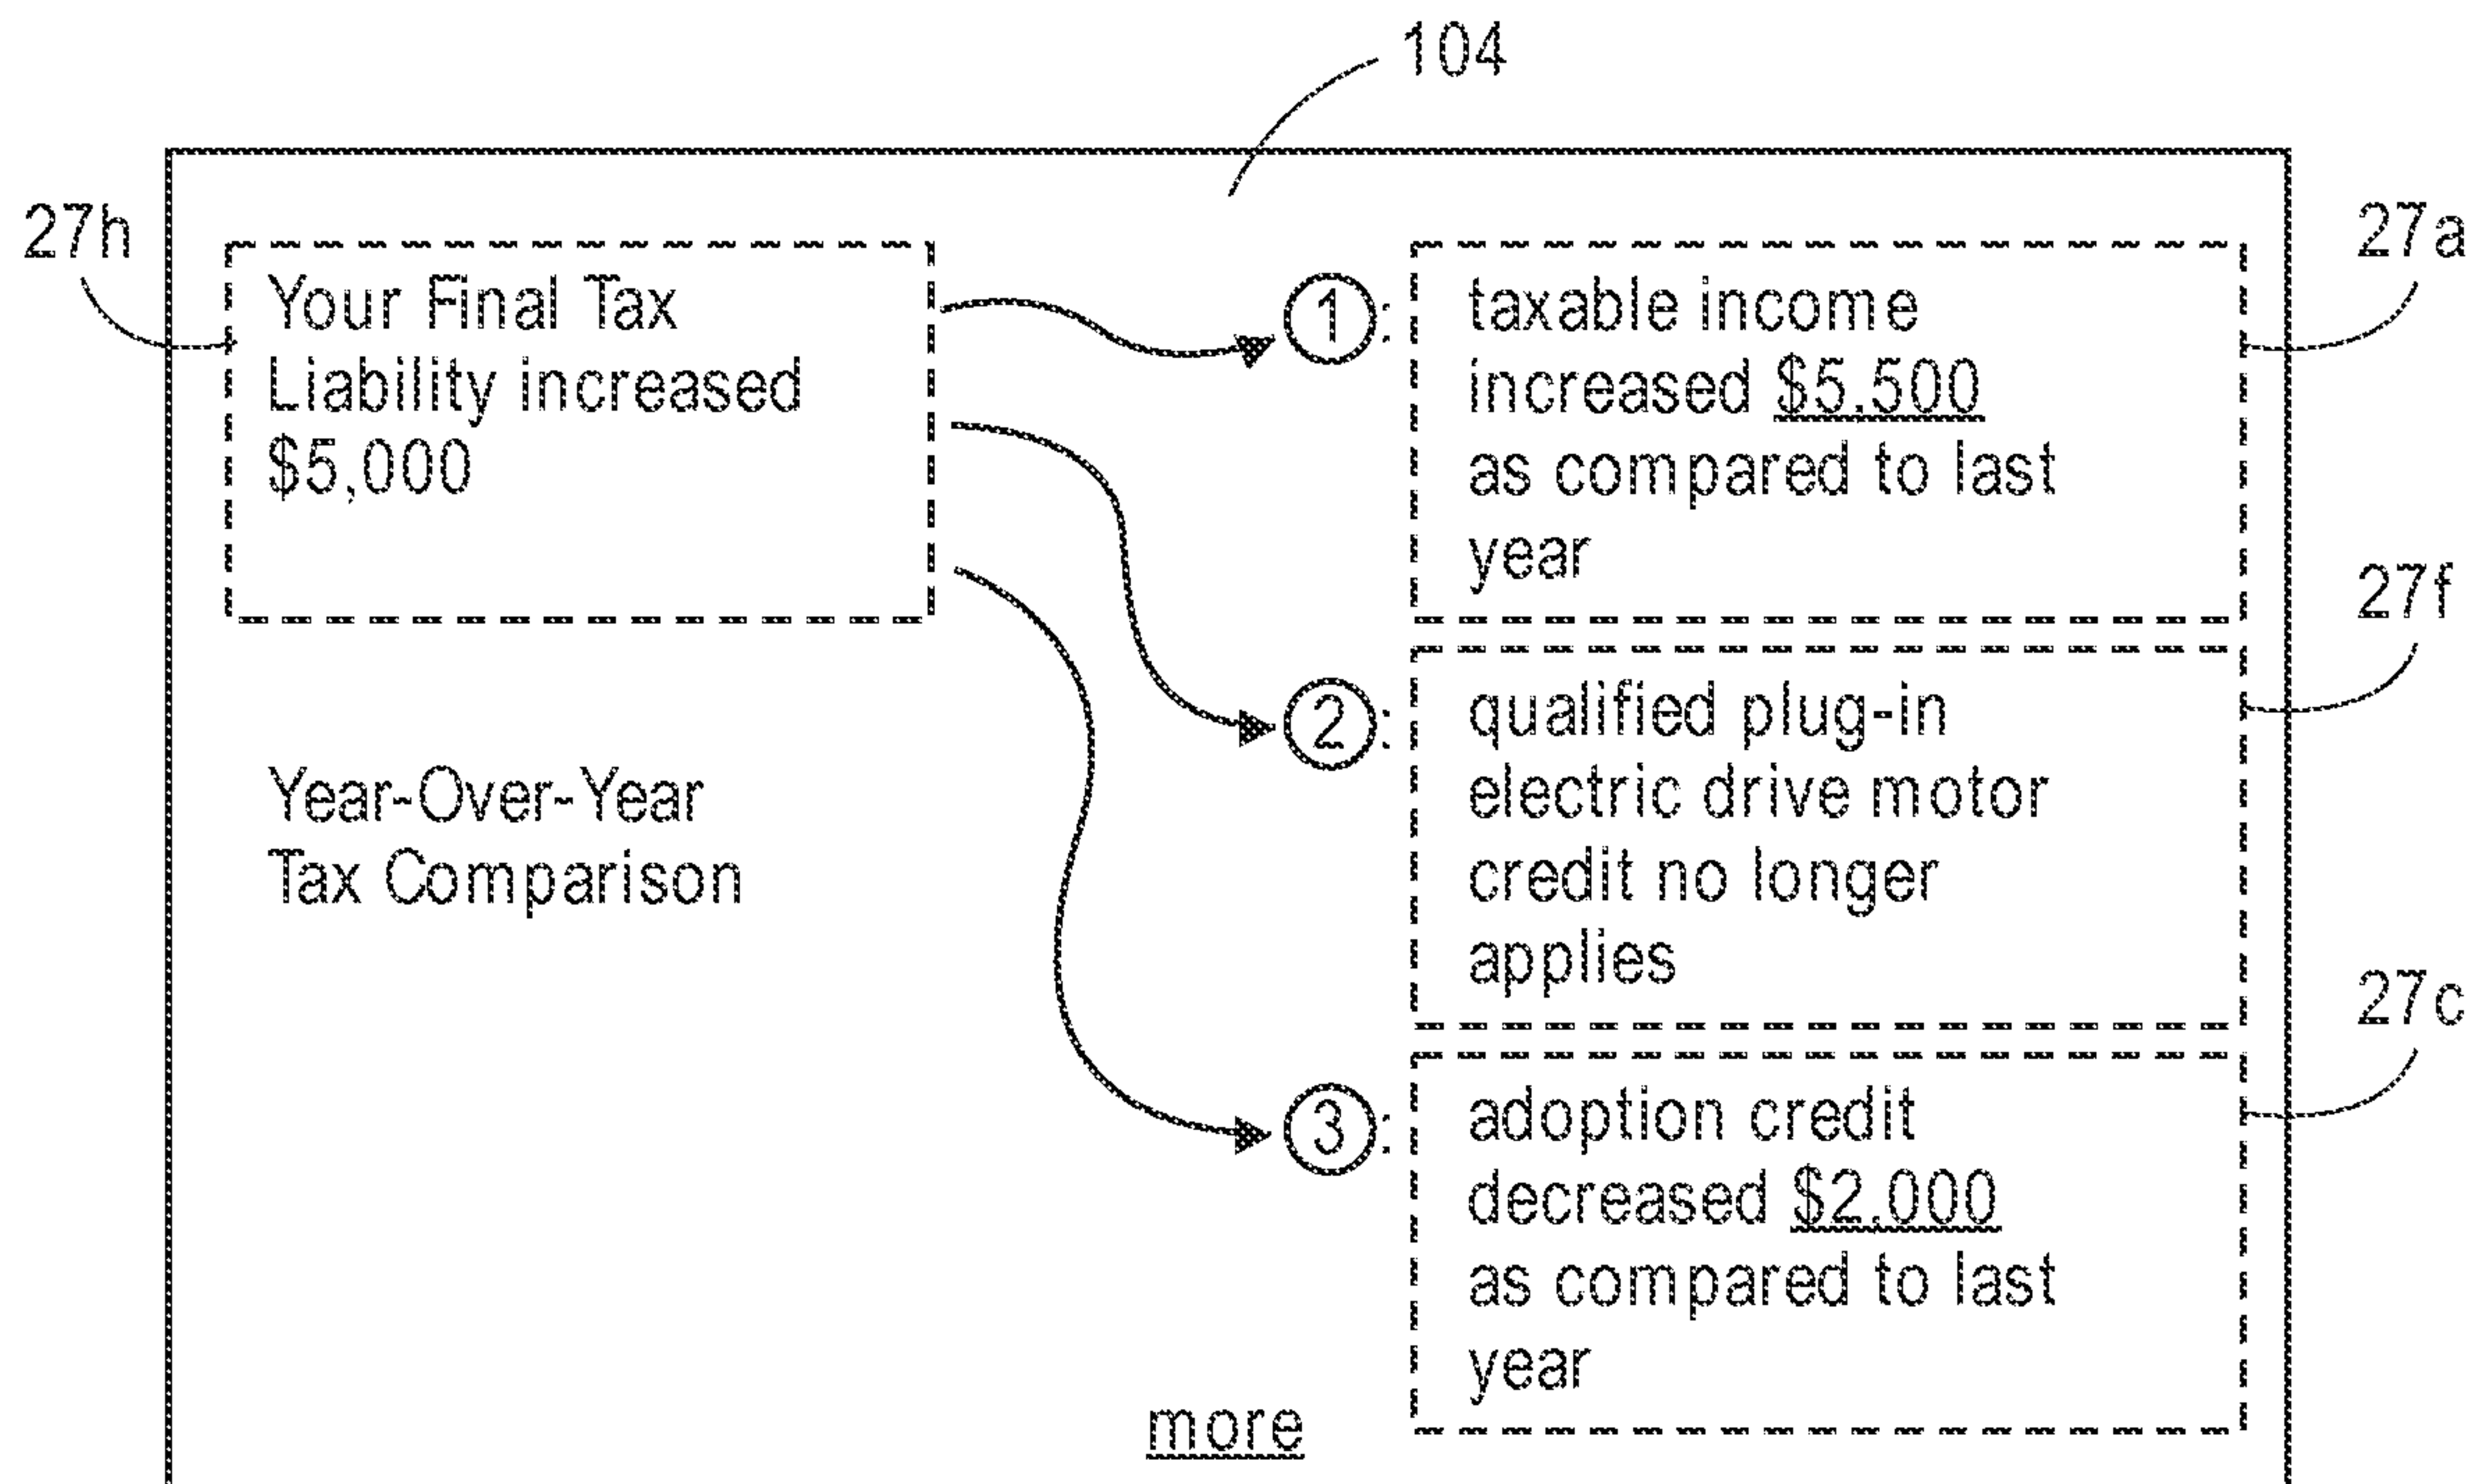 104
27h
Your Final Tax
Liability increased
$5,000
Year-Over-Year
Tax Comparison
1:
taxable income
increased $5,500
as compared to last
year
27a
2:
qualified plug-in
electric drive motor
credit no longer
applies
27f
3:
adoption credit
decreased $2,000
as compared to last
year
27c
more